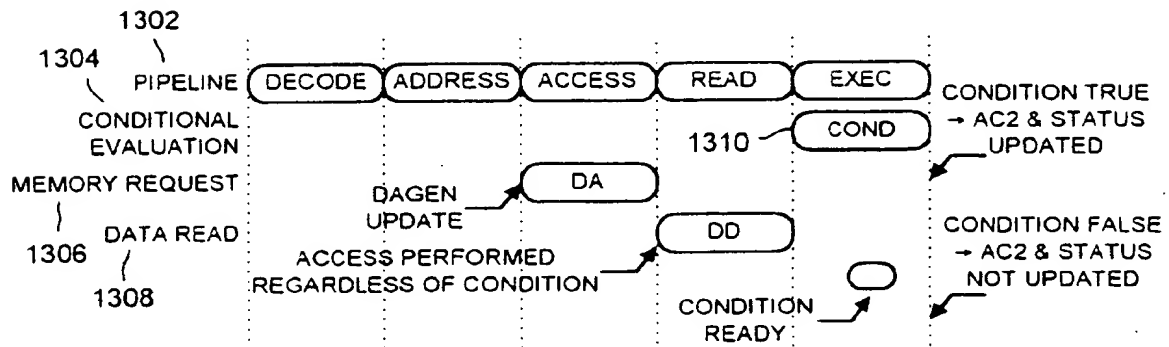 1302
1304
PIPELINE DECODE ADDRESS ACCESS READ EXEC
CONDITIONAL
EVALUATION
1310 COND
CONDITION TRUE
→ AC2 & STATUS
UPDATED
MEMORY REQUEST
DAGEN
UPDATE
DA
1306
DATA READ
1308
DD
ACCESS PERFORMED
REGARDLESS OF CONDITION
CONDITION FALSE
→ AC2 & STATUS
NOT UPDATED
CONDITION
READY